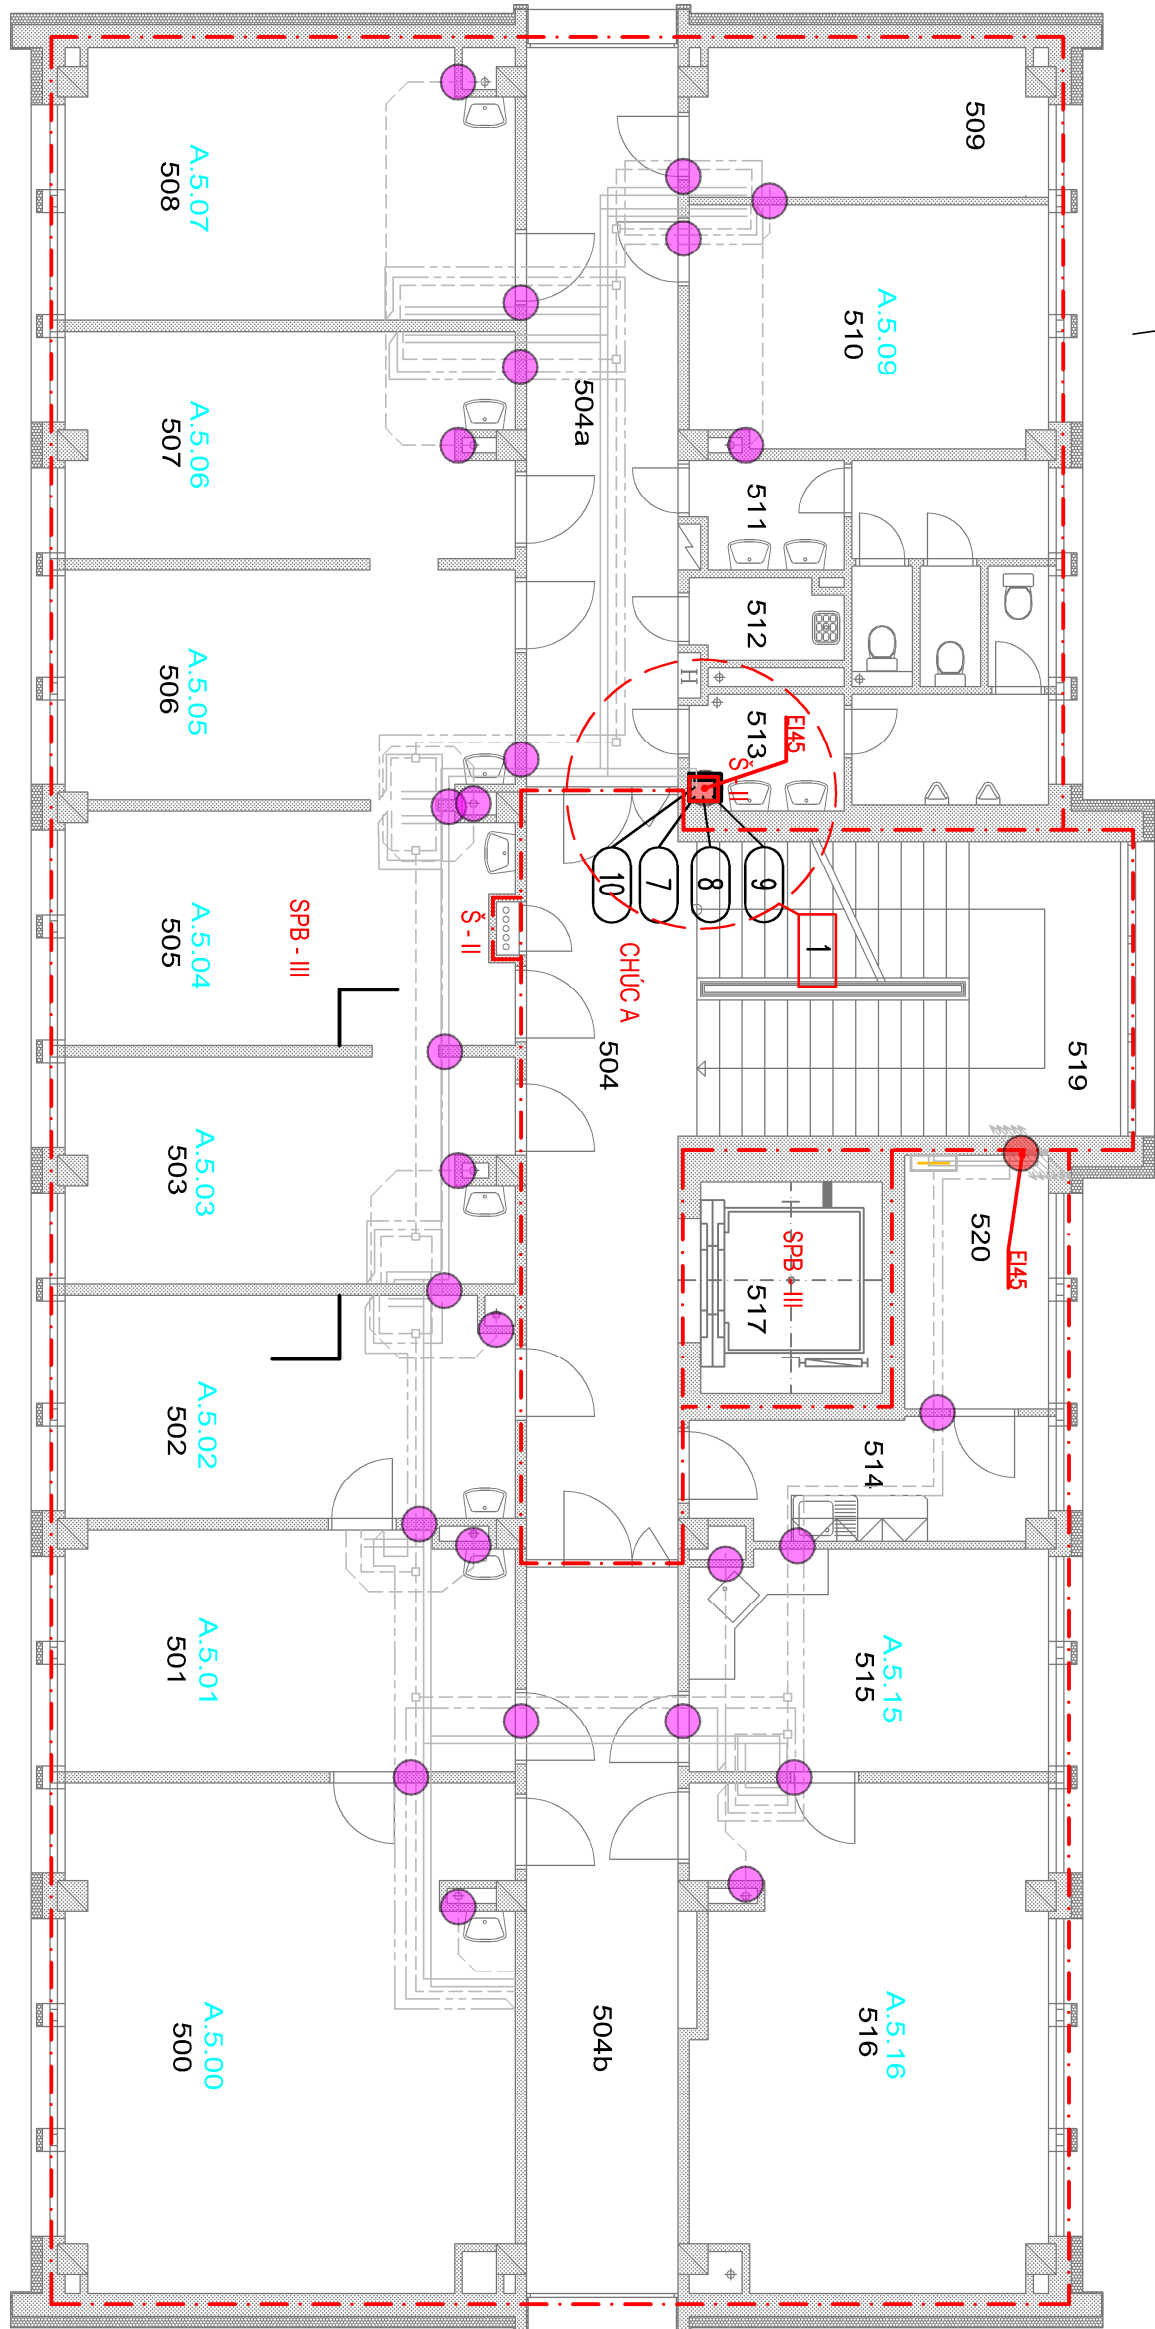 509
A.5.07
508
A.5.09
510
504a
A.5.06
507
511
512
H
A.5.05
506
513
EI45
Š - II
10
7
8
9
1
A.5.04
505
SPB - III
Š - II
CHÚC A
504
519
A.5.03
503
520
EI45
SPB - III
517
A.5.02
502
514
A.5.01
501
A.5.15
515
A.5.00
500
504b
A.5.16
516